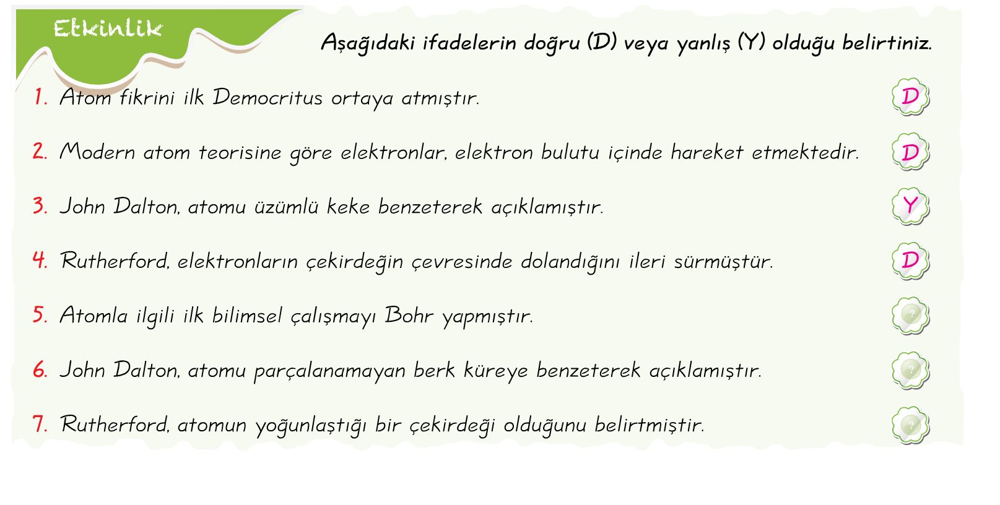 Etkinlik
Aşağıdaki ifadelerin doğru (D) veya yanlış (Y) olduğu belirtiniz.
1. Atom fikrini ilk Democritus ortaya atmıştır. D
2. Modern atom teorisine göre elektronlar, elektron bulutu içinde hareket etmektedir. D
3. John Dalton, atomu üzümlü keke benzeterek açıklamıştır. Y
4. Rutherford, elektronların çekirdeğin çevresinde dolandığını ileri sürmüştür. D
5. Atomla ilgili ilk bilimsel çalışmayı Bohr yapmıştır. ?
6. John Dalton, atomu parçalanamayan berk küreye benzeterek açıklamıştır. ?
7. Rutherford, atomun yoğunlaştığı bir çekirdeği olduğunu belirtmiştir. ?